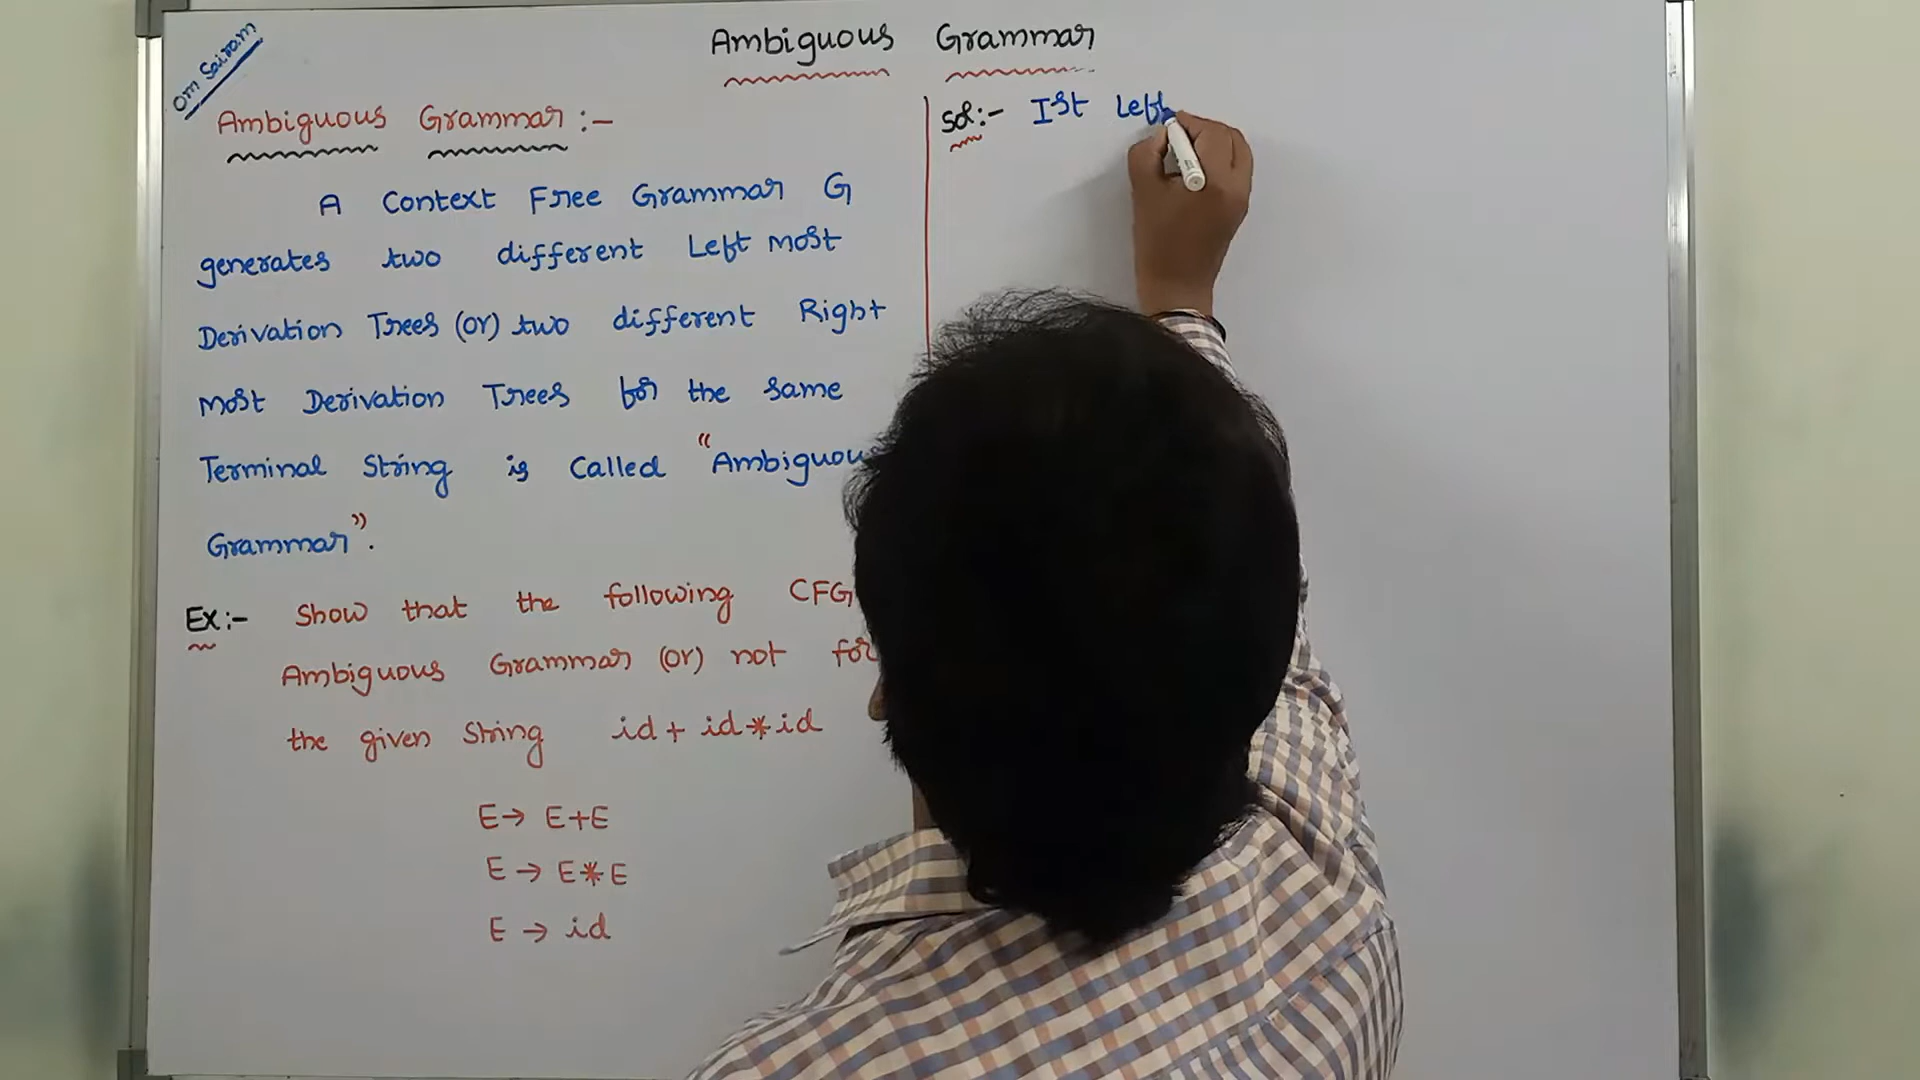 Om Sairam
Ambiguous Grammar
Ambiguous Grammar :-
A Context Free Grammar G
generates two different Left Most
Derivation Trees (or) two different Right
Most Derivation Trees for the same
Terminal String is Called "Ambiguous
Grammar".
Ex:- Show that the following CFG
Ambiguous Grammar (or) not for
the given String id + id * id
E → E+E
E → E*E
E → id
Sol:- Ist Left